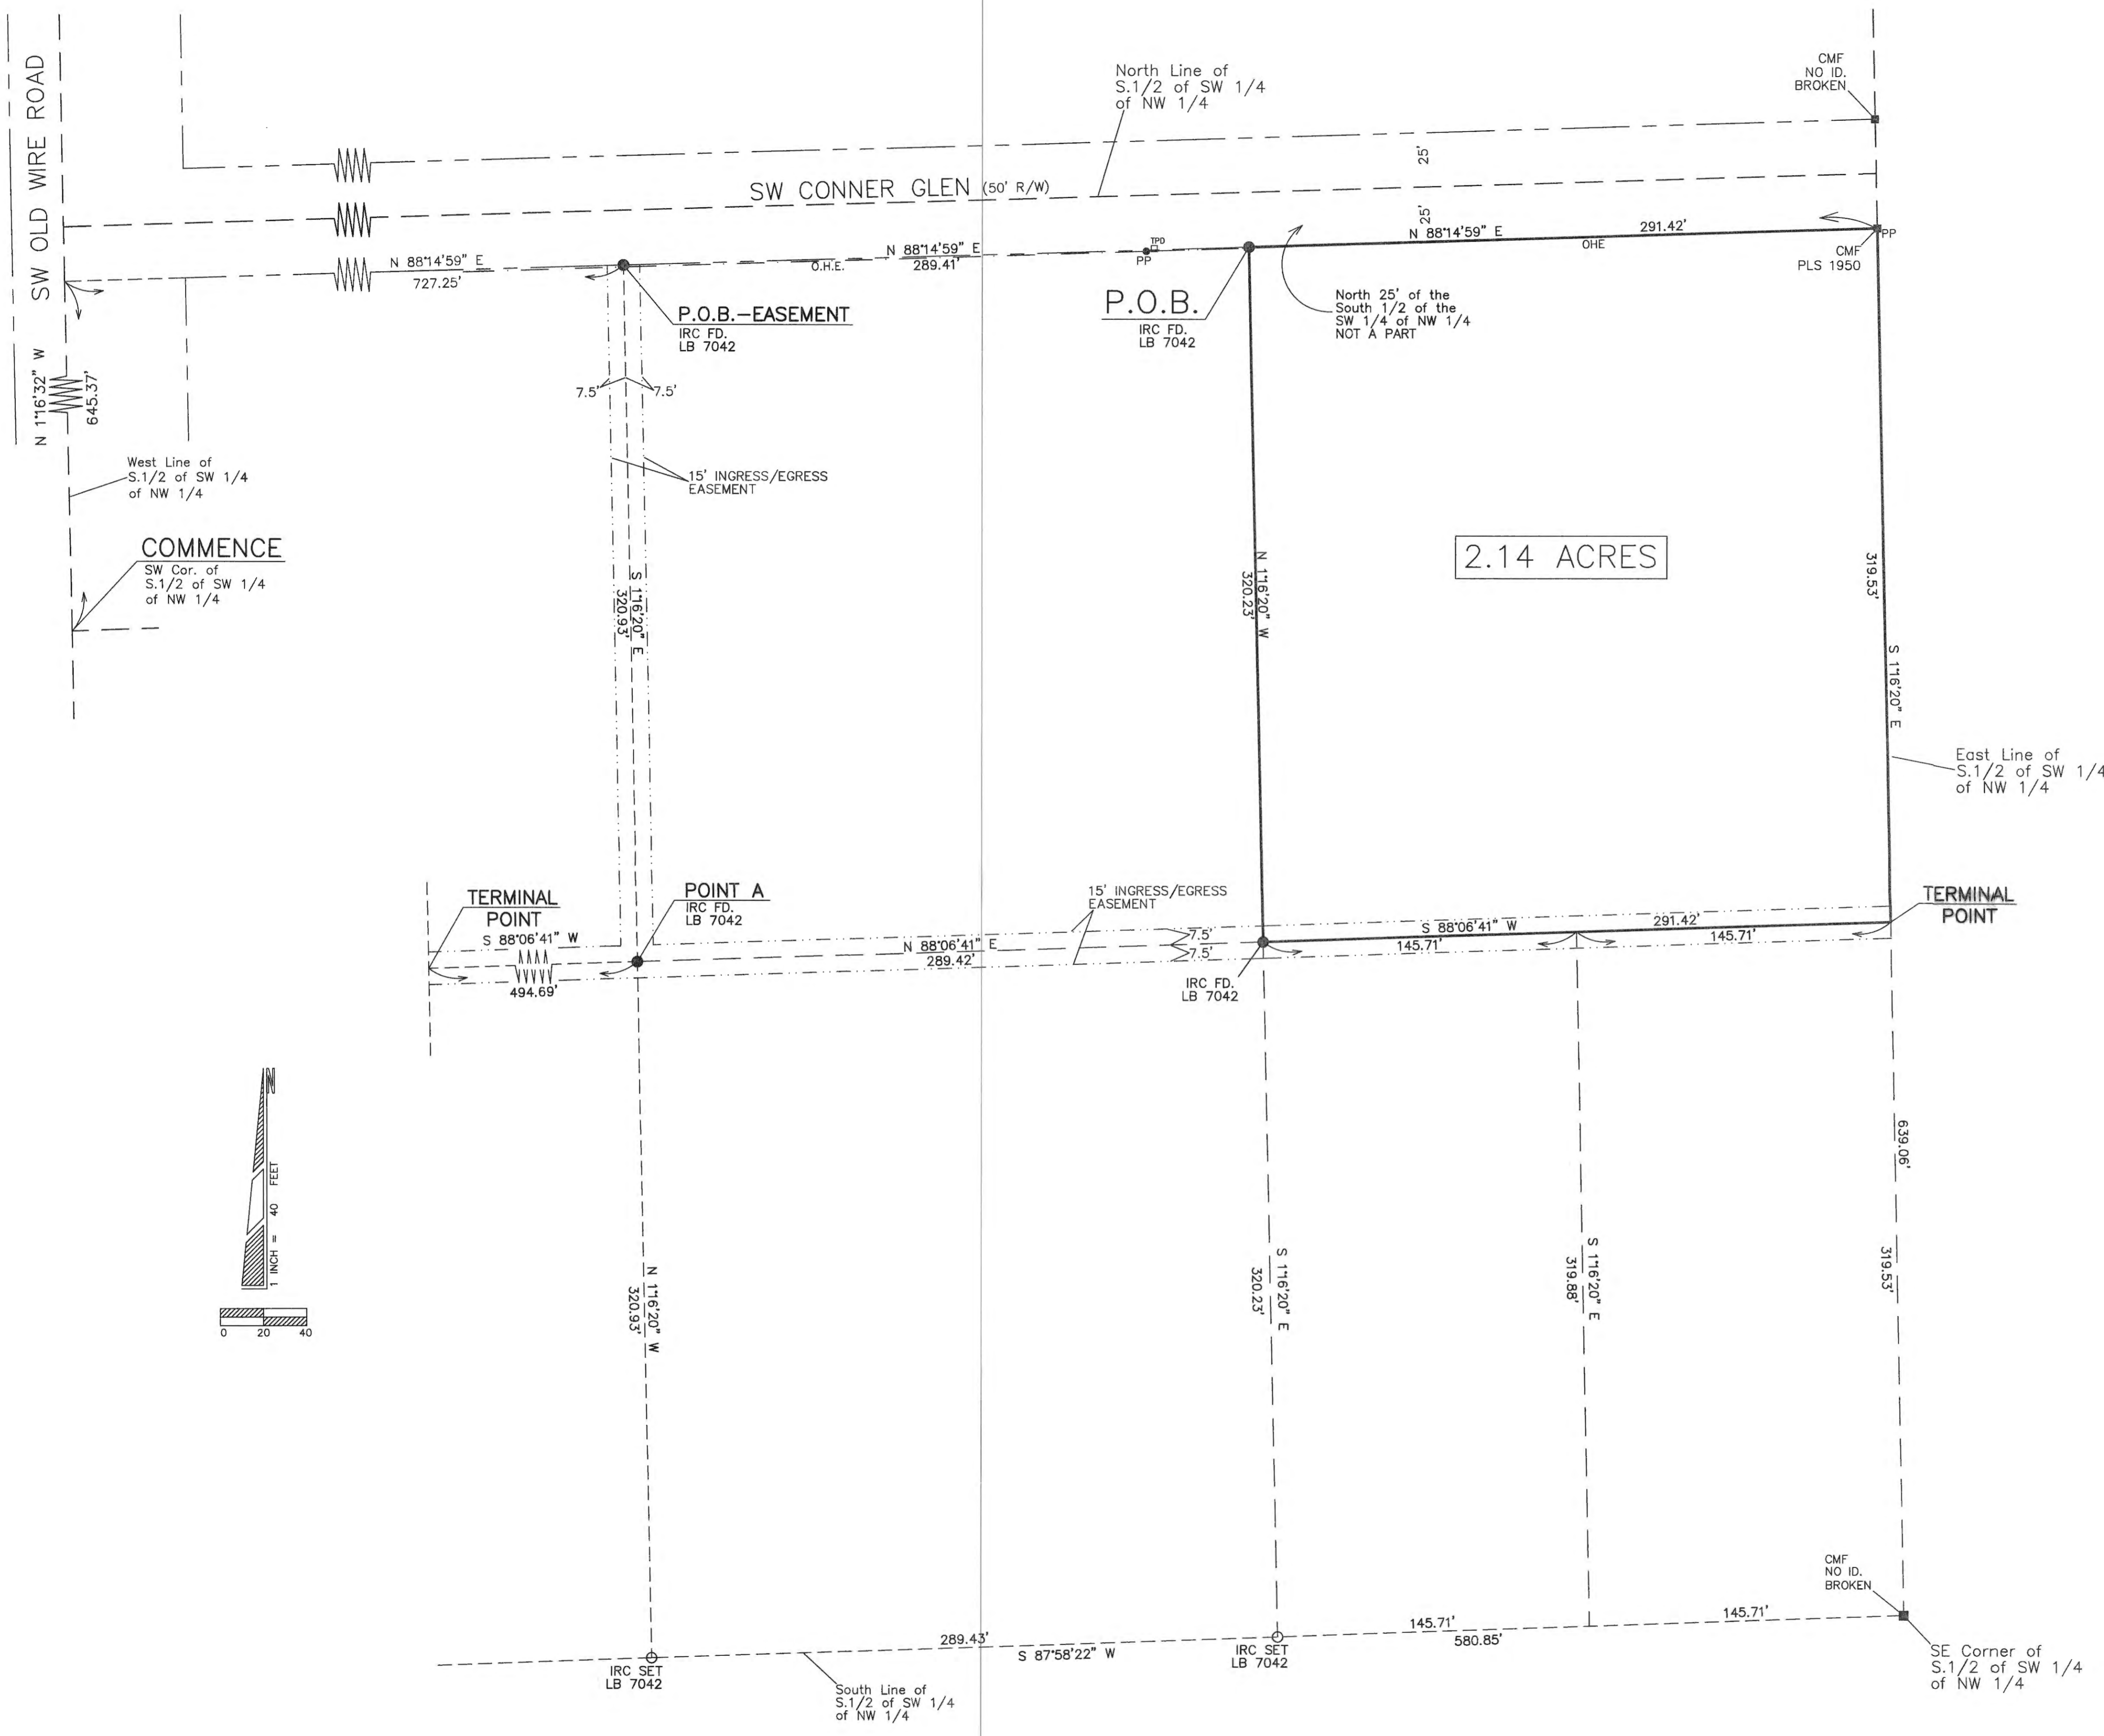 SW OLD WIRE ROAD
N 1°16'32" W
645.37'
West Line of
S.1/2 of SW 1/4
of NW 1/4
COMMENCE
SW Cor. of
S.1/2 of SW 1/4
of NW 1/4
North Line of
S.1/2 of SW 1/4
of NW 1/4
CMF
NO ID.
BROKEN
25'
SW CONNER GLEN (50' R/W)
25'
N 88°14'59" E
727.25'
O.H.E.
N 88°14'59" E
289.41'
TPD
PP
N 88°14'59" E
291.42'
OHE
PP
CMF
PLS 1950
P.O.B.-EASEMENT
IRC FD.
LB 7042
P.O.B.
IRC FD.
LB 7042
North 25' of the
South 1/2 of the
SW 1/4 of NW 1/4
NOT A PART
7.5'
7.5'
15' INGRESS/EGRESS
EASEMENT
S 1°16'20" E
320.93'
N 1°16'20" W
320.23'
2.14 ACRES
319.53'
S 1°16'20" E
East Line of
S.1/2 of SW 1/4
of NW 1/4
TERMINAL
POINT
S 88°06'41" W
494.69'
POINT A
IRC FD.
LB 7042
N 88°06'41" E
289.42'
15' INGRESS/EGRESS
EASEMENT
7.5'
7.5'
IRC FD.
LB 7042
S 88°06'41" W
291.42'
145.71'
145.71'
TERMINAL
POINT
N
1 INCH = 40 FEET
0 20 40
N 1°16'20" W
320.93'
S 1°16'20" E
320.23'
S 1°16'20" E
319.88'
639.06'
319.53'
CMF
NO ID.
BROKEN
IRC SET
LB 7042
289.43'
S 87°58'22" W
IRC SET
LB 7042
145.71'
580.85'
145.71'
South Line of
S.1/2 of SW 1/4
of NW 1/4
SE Corner of
S.1/2 of SW 1/4
of NW 1/4